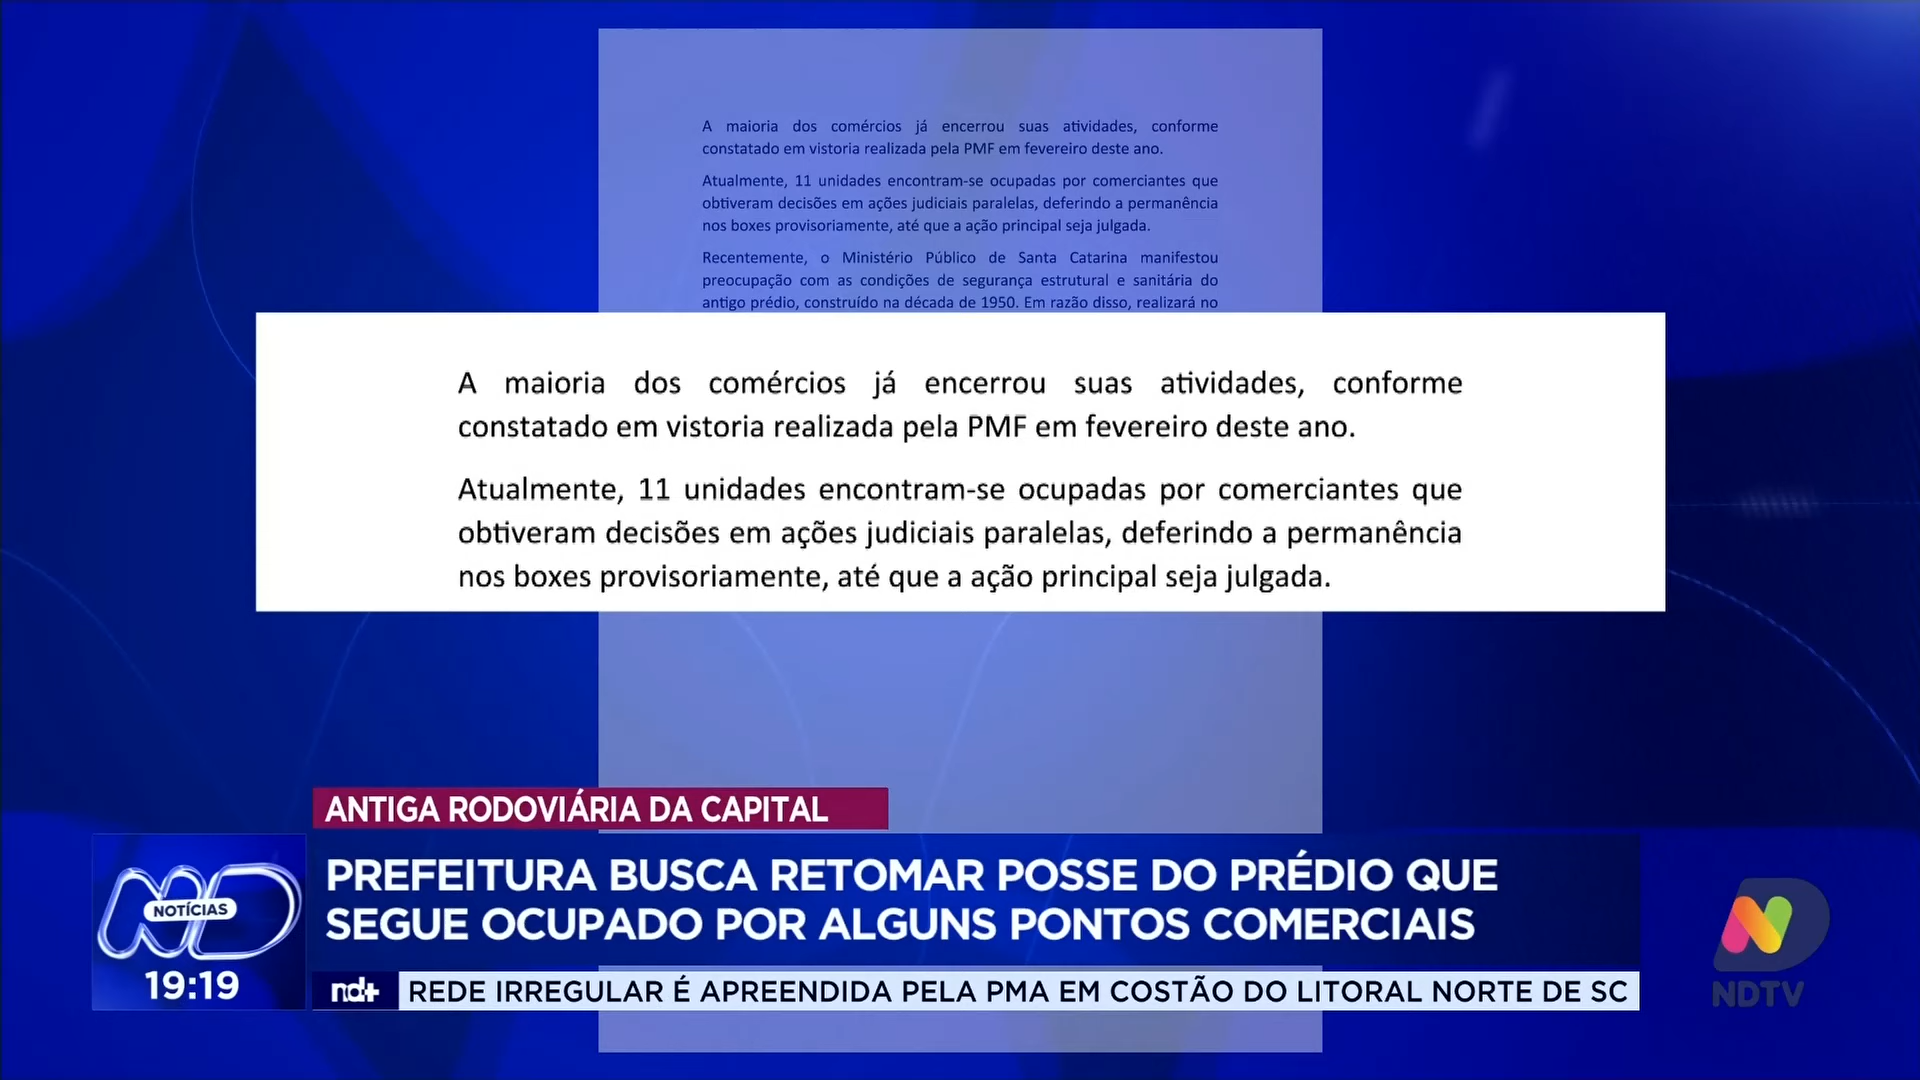 A maioria dos comércios já encerrou suas atividades, conforme
constatado em vistoria realizada pela PMF em fevereiro deste ano.
Atualmente, 11 unidades encontram-se ocupadas por comerciantes que
obtiveram decisões em ações judiciais paralelas, deferindo a permanência
nos boxes provisoriamente, até que a ação principal seja julgada.
Recentemente, o Ministério Público de Santa Catarina manifestou
preocupação com as condições de segurança estrutural e sanitária do
antigo prédio, construído na década de 1950. Em razão disso, realizará no
A maioria dos comércios já encerrou suas atividades, conforme
constatado em vistoria realizada pela PMF em fevereiro deste ano.
Atualmente, 11 unidades encontram-se ocupadas por comerciantes que
obtiveram decisões em ações judiciais paralelas, deferindo a permanência
nos boxes provisoriamente, até que a ação principal seja julgada.
ANTIGA RODOVIÁRIA DA CAPITAL
PREFEITURA BUSCA RETOMAR POSSE DO PRÉDIO QUE
SEGUE OCUPADO POR ALGUNS PONTOS COMERCIAIS
ND NOTÍCIAS
19:19
nd+ REDE IRREGULAR É APREENDIDA PELA PMA EM COSTÃO DO LITORAL NORTE DE SC
NDTV